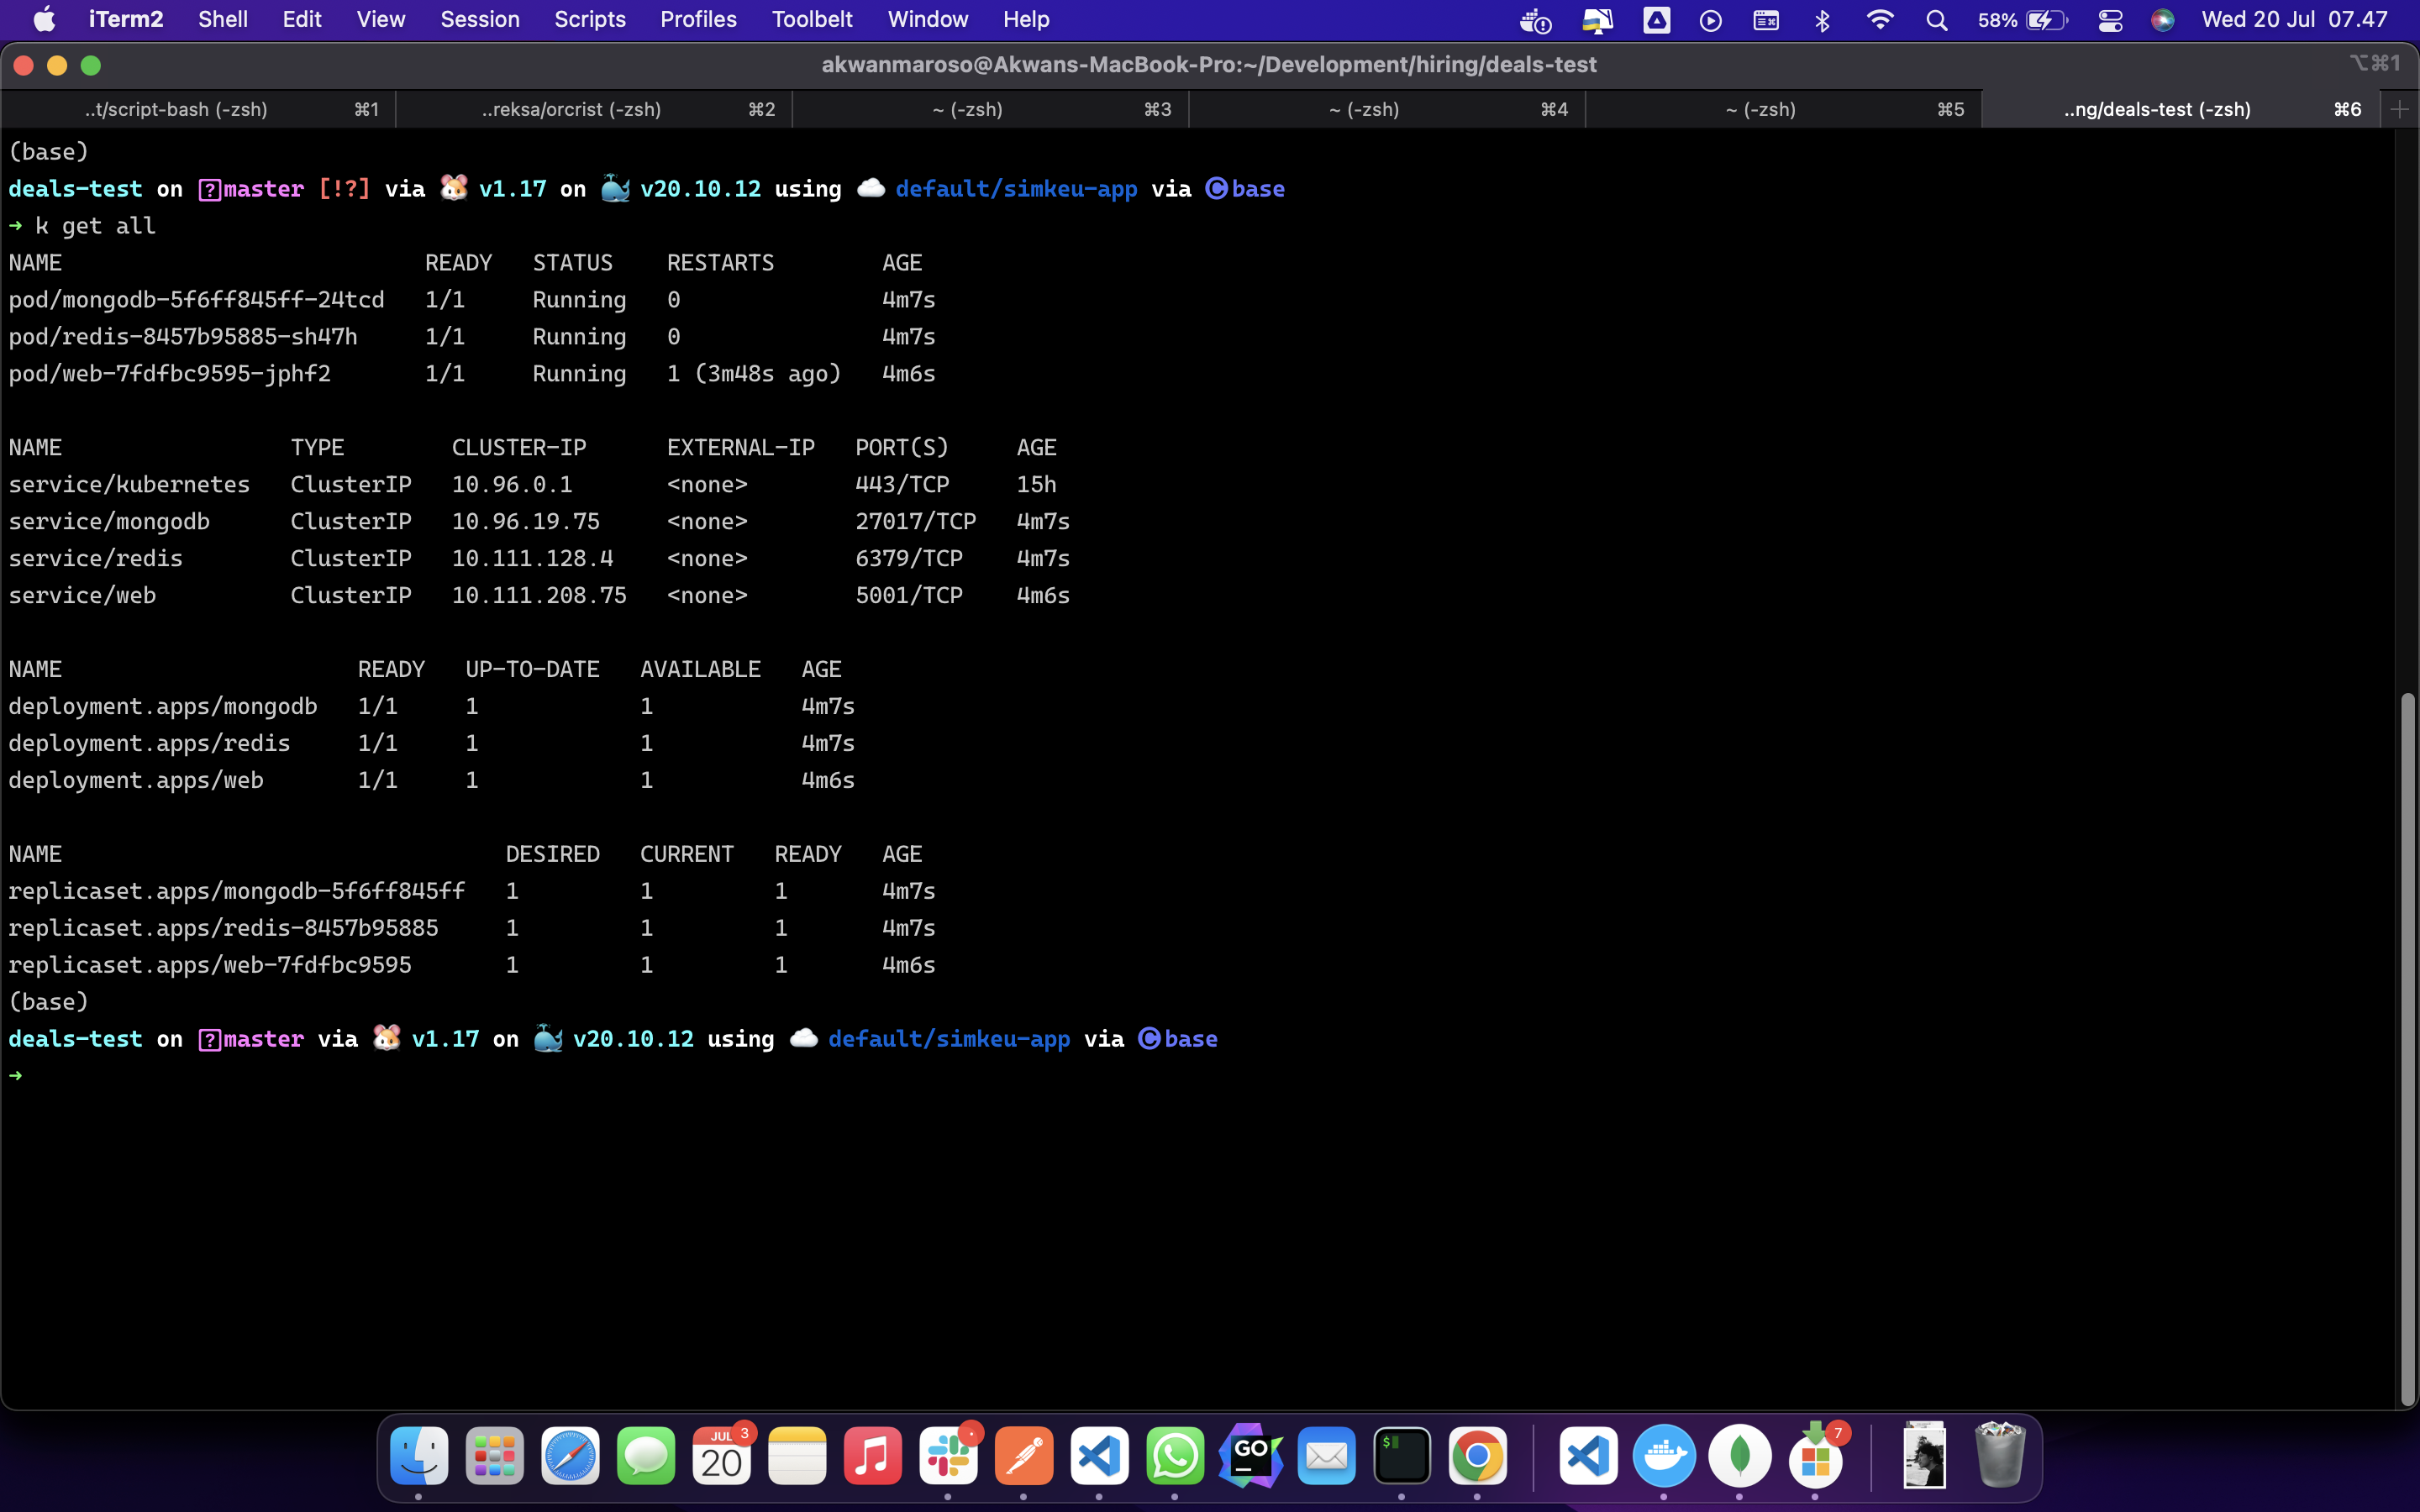 iTerm2 Shell Edit View Session Scripts Profiles Toolbelt Window Help 58% Wed 20 Jul 07.47
akwanmaroso@Akwans-MacBook-Pro:~/Development/hiring/deals-test ⌥⌘1
..t/script-bash (-zsh) ⌘1 ..reksa/orcrist (-zsh) ⌘2 ~ (-zsh) ⌘3 ~ (-zsh) ⌘4 ~ (-zsh) ⌘5 ..ng/deals-test (-zsh) ⌘6
(base)
deals-test on ?master [!?] via 🐹 v1.17 on 🐳 v20.10.12 using ☁️ default/simkeu-app via 🅒base
➜ k get all
NAME READY STATUS RESTARTS AGE
pod/mongodb-5f6ff845ff-24tcd 1/1 Running 0 4m7s
pod/redis-8457b95885-sh47h 1/1 Running 0 4m7s
pod/web-7fdfbc9595-jphf2 1/1 Running 1 (3m48s ago) 4m6s
NAME TYPE CLUSTER-IP EXTERNAL-IP PORT(S) AGE
service/kubernetes ClusterIP 10.96.0.1 <none> 443/TCP 15h
service/mongodb ClusterIP 10.96.19.75 <none> 27017/TCP 4m7s
service/redis ClusterIP 10.111.128.4 <none> 6379/TCP 4m7s
service/web ClusterIP 10.111.208.75 <none> 5001/TCP 4m6s
NAME READY UP-TO-DATE AVAILABLE AGE
deployment.apps/mongodb 1/1 1 1 4m7s
deployment.apps/redis 1/1 1 1 4m7s
deployment.apps/web 1/1 1 1 4m6s
NAME DESIRED CURRENT READY AGE
replicaset.apps/mongodb-5f6ff845ff 1 1 1 4m7s
replicaset.apps/redis-8457b95885 1 1 1 4m7s
replicaset.apps/web-7fdfbc9595 1 1 1 4m6s
(base)
deals-test on ?master via 🐹 v1.17 on 🐳 v20.10.12 using ☁️ default/simkeu-app via 🅒base
➜
JUL 3 GO $ 7
20